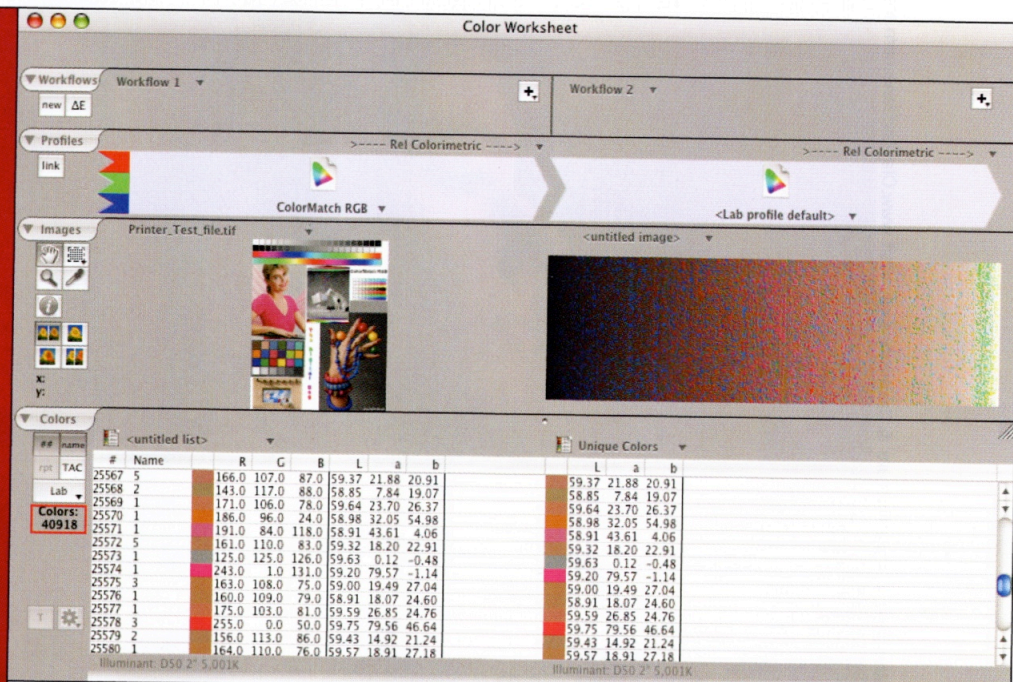 Color Worksheet
Workflows
Workflow 1
Workflow 2
new ΔE
Profiles
>---- Rel Colorimetric ---->
>---- Rel Colorimetric ---->
link
ColorMatch RGB
<Lab profile default>
Images
Printer_Test_file.tif
<untitled image>
x:
y:
Colors
## name
rpt TAC
Lab
Colors:
40918
T
<untitled list>
Unique Colors
# Name R G B L a b L a b
25567 5 166.0 107.0 87.0 59.37 21.88 20.91 59.37 21.88 20.91
25568 2 143.0 117.0 88.0 58.85 7.84 19.07 58.85 7.84 19.07
25569 1 171.0 106.0 78.0 59.64 23.70 26.37 59.64 23.70 26.37
25570 1 186.0 96.0 24.0 58.98 32.05 54.98 58.98 32.05 54.98
25571 1 191.0 84.0 118.0 58.91 43.61 4.06 58.91 43.61 4.06
25572 5 161.0 110.0 83.0 59.32 18.20 22.91 59.32 18.20 22.91
25573 1 125.0 125.0 126.0 59.63 0.12 -0.48 59.63 0.12 -0.48
25574 1 243.0 1.0 131.0 59.20 79.57 -1.14 59.20 79.57 -1.14
25575 3 163.0 108.0 75.0 59.00 19.49 27.04 59.00 19.49 27.04
25576 1 160.0 109.0 79.0 58.91 18.07 24.60 58.91 18.07 24.60
25577 1 175.0 103.0 81.0 59.59 26.85 24.76 59.59 26.85 24.76
25578 3 255.0 0.0 50.0 59.75 79.56 46.64 59.75 79.56 46.64
25579 2 156.0 113.0 86.0 59.43 14.92 21.24 59.43 14.92 21.24
25580 1 164.0 110.0 76.0 59.57 18.91 27.18 59.57 18.91 27.18
Illuminant: D50 2° 5,001K
Illuminant: D50 2° 5,001K